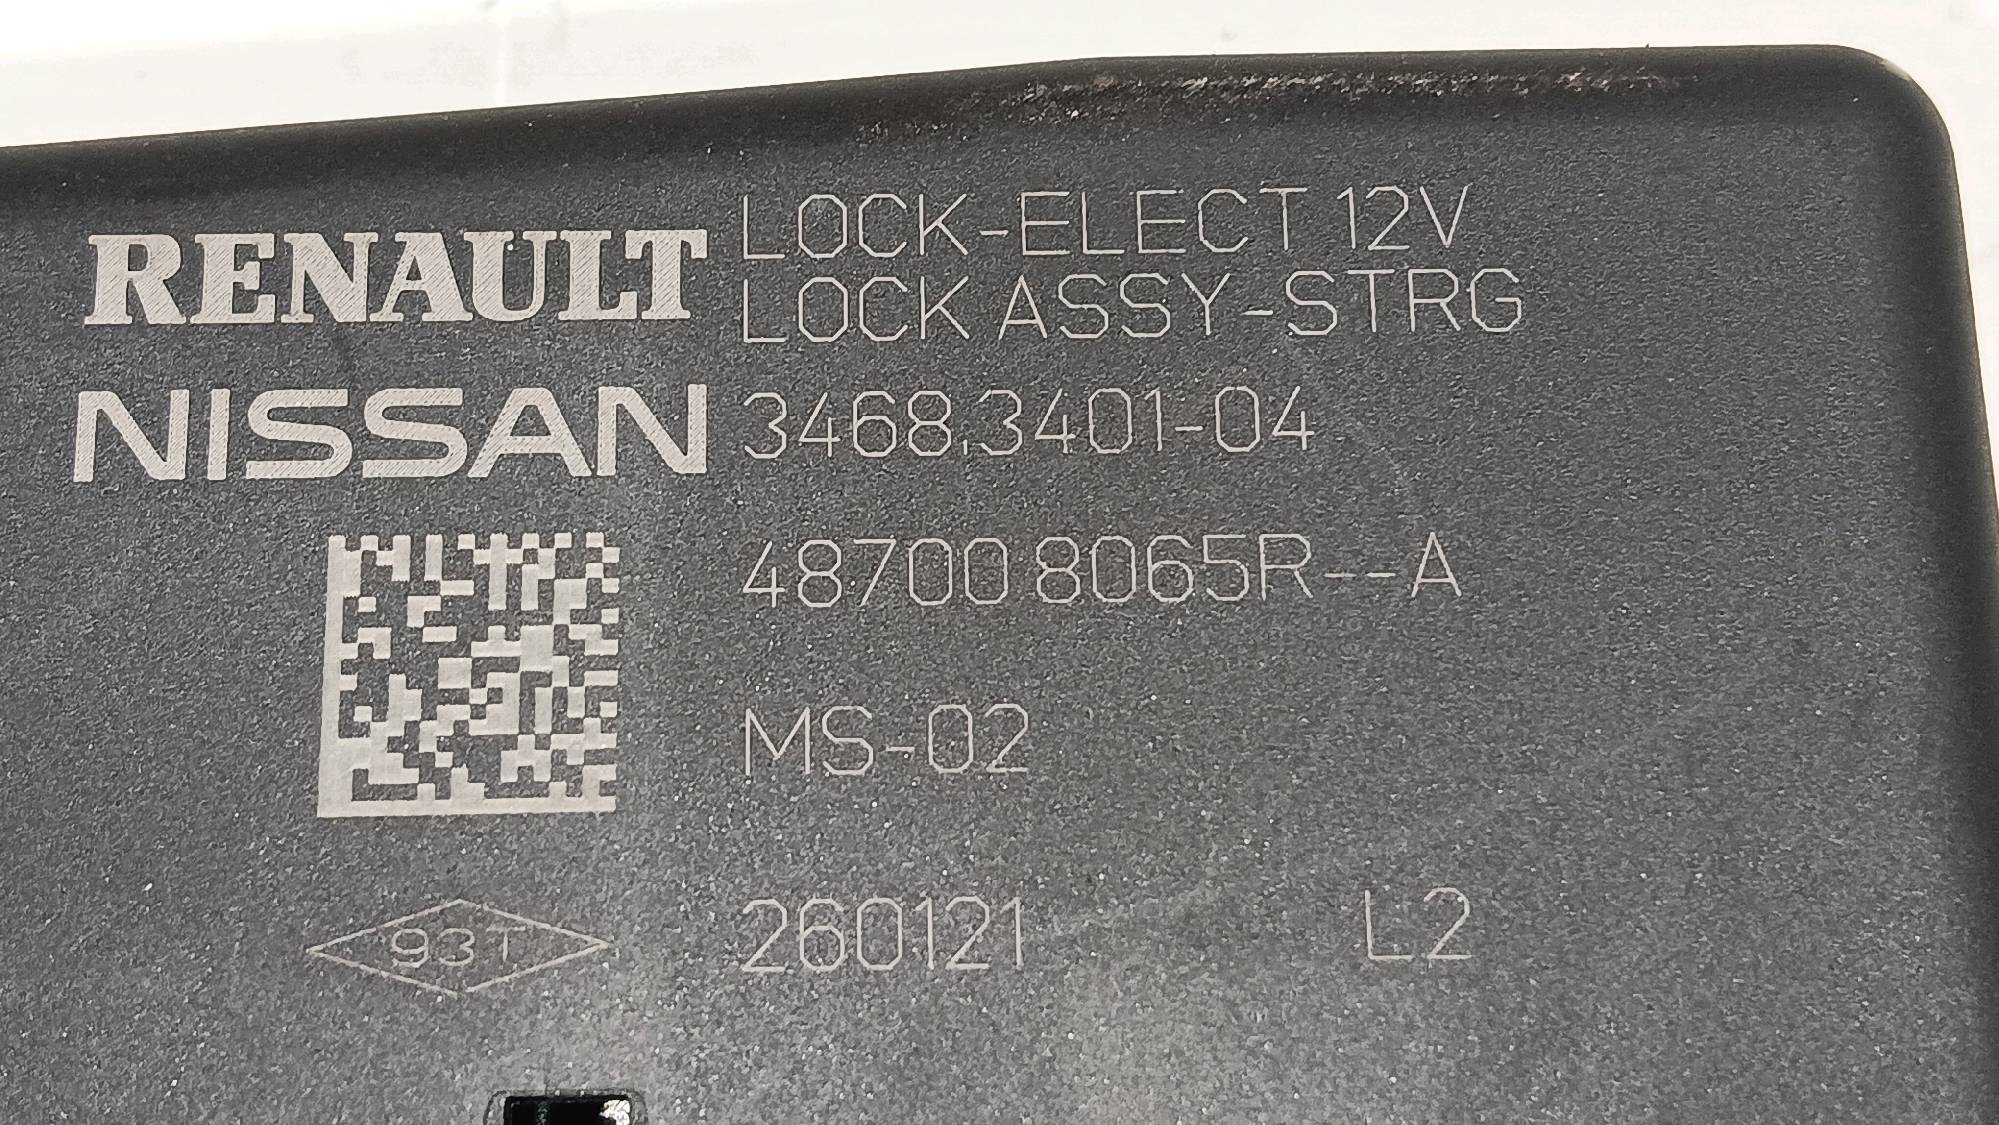 RENAULT
LOCK-ELECT 12V
LOCK ASSY-STRG
NISSAN
3468.3401-04
48700 8065R--A
MS-02
93T
260121
L2